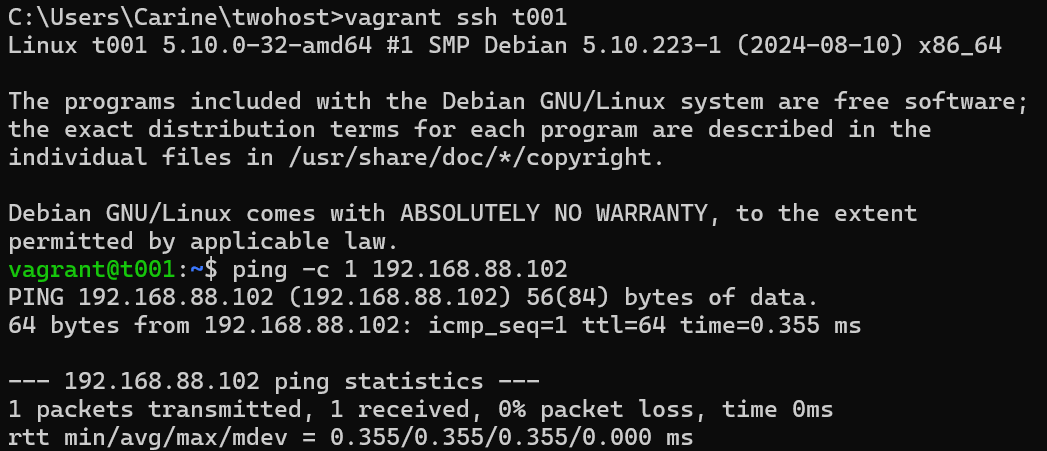 C:\Users\Carine\twohost>vagrant ssh t001
Linux t001 5.10.0-32-amd64 #1 SMP Debian 5.10.223-1 (2024-08-10) x86_64

The programs included with the Debian GNU/Linux system are free software;
the exact distribution terms for each program are described in the
individual files in /usr/share/doc/*/copyright.

Debian GNU/Linux comes with ABSOLUTELY NO WARRANTY, to the extent
permitted by applicable law.
vagrant@t001:~$ ping -c 1 192.168.88.102
PING 192.168.88.102 (192.168.88.102) 56(84) bytes of data.
64 bytes from 192.168.88.102: icmp_seq=1 ttl=64 time=0.355 ms

--- 192.168.88.102 ping statistics ---
1 packets transmitted, 1 received, 0% packet loss, time 0ms
rtt min/avg/max/mdev = 0.355/0.355/0.355/0.000 ms